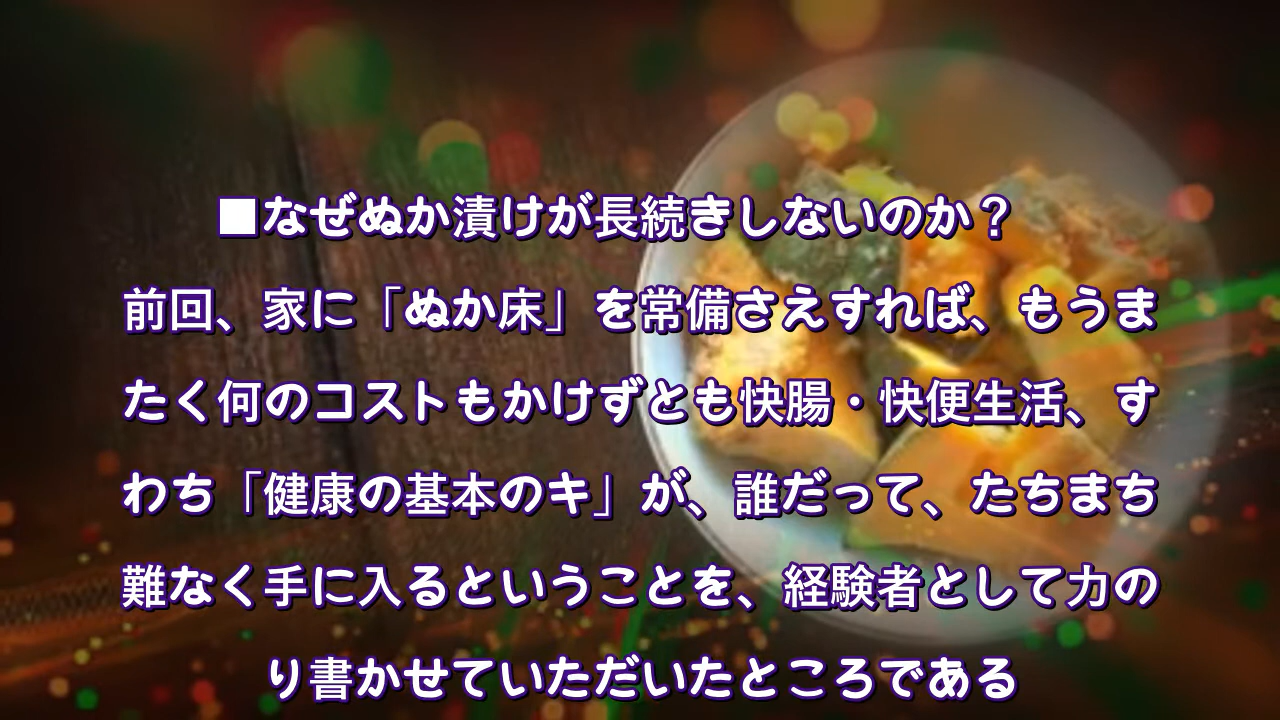 ■なぜぬか漬けが長続きしないのか？
前回、家に「ぬか床」を常備さえすれば、もうま
たく何のコストもかけずとも快腸・快便生活、す
わち「健康の基本のキ」が、誰だって、たちまち
難なく手に入るということを、経験者として力の
り書かせていただいたところである